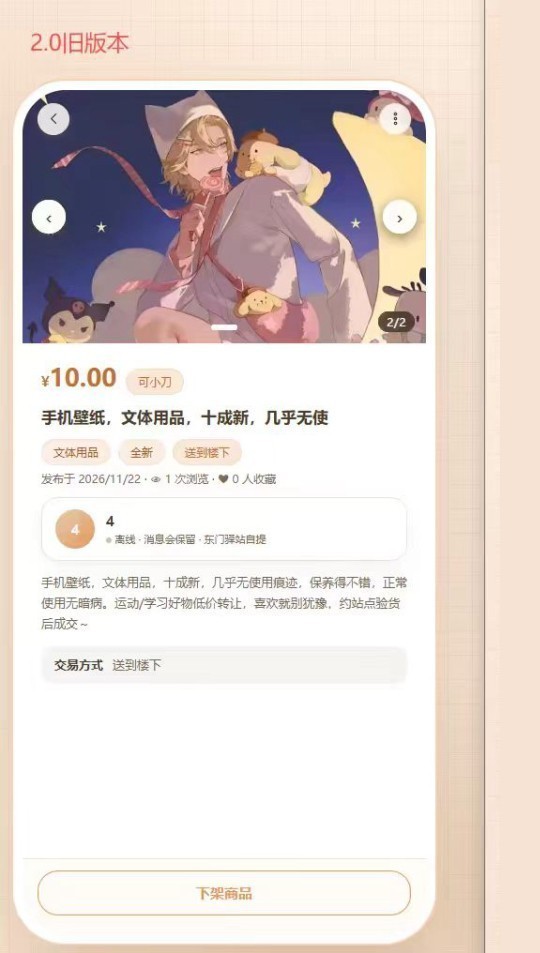 2.0旧版本
2/2
¥10.00 可小刀
手机壁纸，文体用品，十成新，几乎无使
文体用品 全新 送到楼下
发布于 2026/11/22 · 1 次浏览 · 0 人收藏
4 4
离线 · 消息会保留 · 东门驿站自提
手机壁纸，文体用品，十成新，几乎无使用痕迹，保养得不错，正常
使用无暗病。运动/学习好物低价转让，喜欢就别犹豫，约站点验货
后成交～
交易方式 送到楼下
下架商品